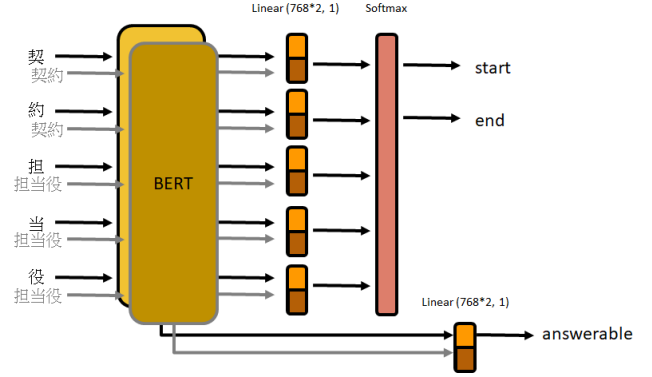 Linear (768*2, 1)
Softmax
契
契約
約
契約
担
担当役
当
担当役
役
担当役
BERT
start
end
Linear (768*2, 1)
answerable